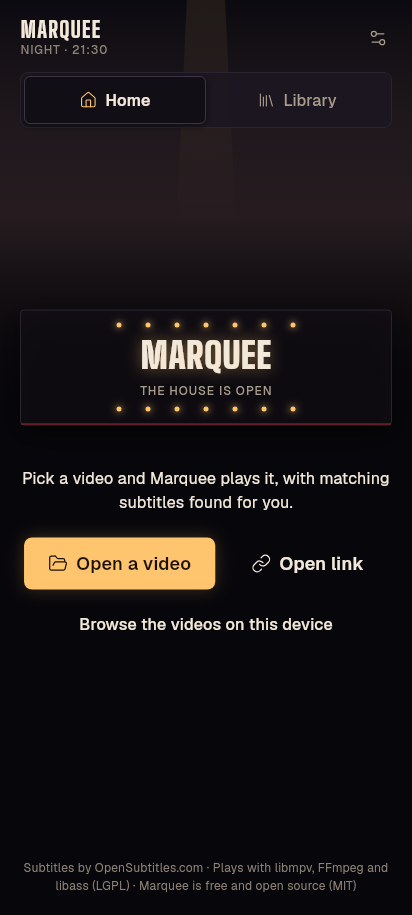 MARQUEE
NIGHT · 21:30
Home
Library
MARQUEE
THE HOUSE IS OPEN
Pick a video and Marquee plays it, with matching
subtitles found for you.
Open a video
Open link
Browse the videos on this device
Subtitles by OpenSubtitles.com · Plays with libmpv, FFmpeg and
libass (LGPL) · Marquee is free and open source (MIT)